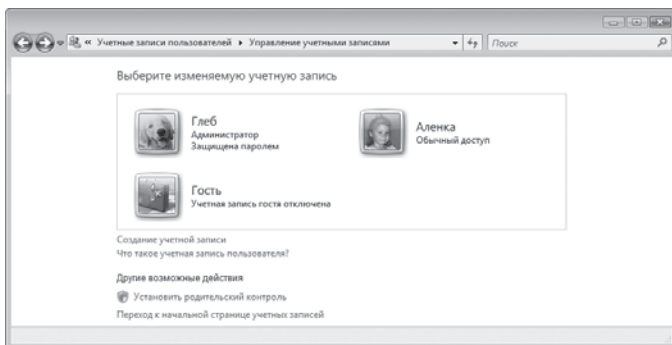 « Учетные записи пользователей ▸ Управление учетными записями
Поиск
Выберите изменяемую учетную запись
Глеб
Администратор
Защищена паролем
Аленка
Обычный доступ
Гость
Учетная запись гостя отключена
Создание учетной записи
Что такое учетная запись пользователя?
Другие возможные действия
Установить родительский контроль
Переход к начальной странице учетных записей